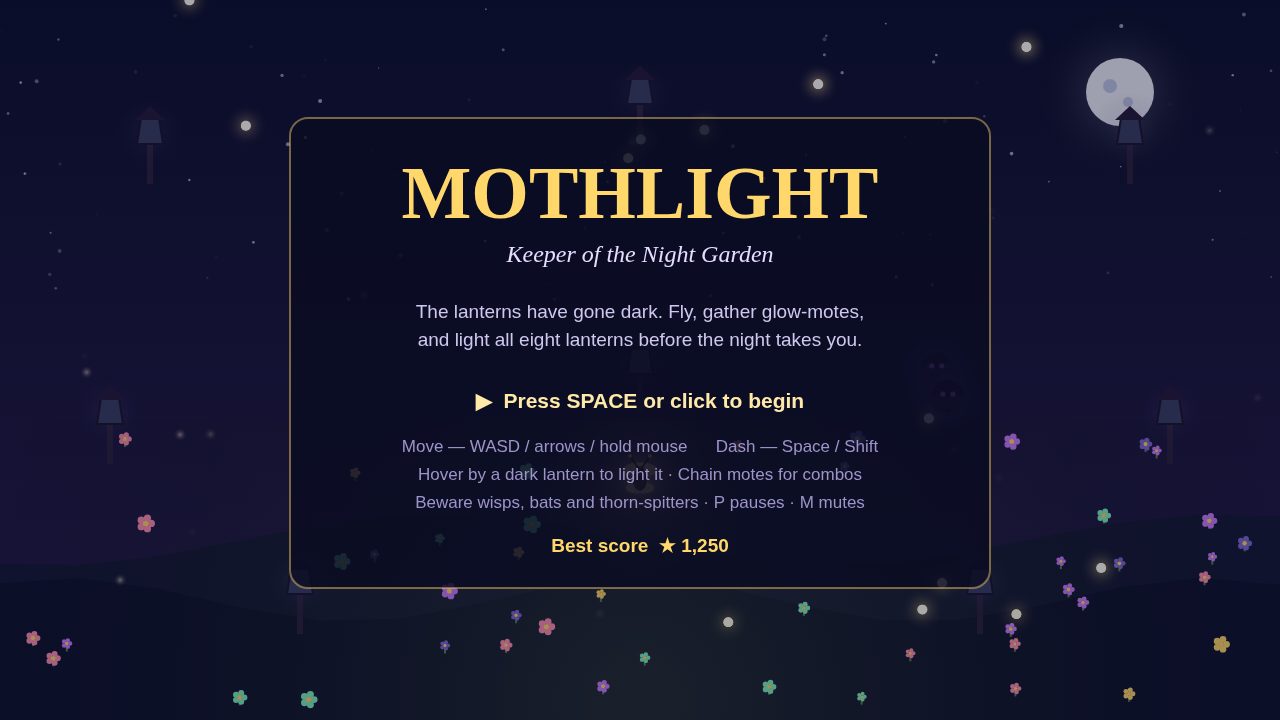 MOTHLIGHT
Keeper of the Night Garden
The lanterns have gone dark. Fly, gather glow-motes,
and light all eight lanterns before the night takes you.
▶ Press SPACE or click to begin
Move — WASD / arrows / hold mouse Dash — Space / Shift
Hover by a dark lantern to light it · Chain motes for combos
Beware wisps, bats and thorn-spitters · P pauses · M mutes
Best score ★ 1,250